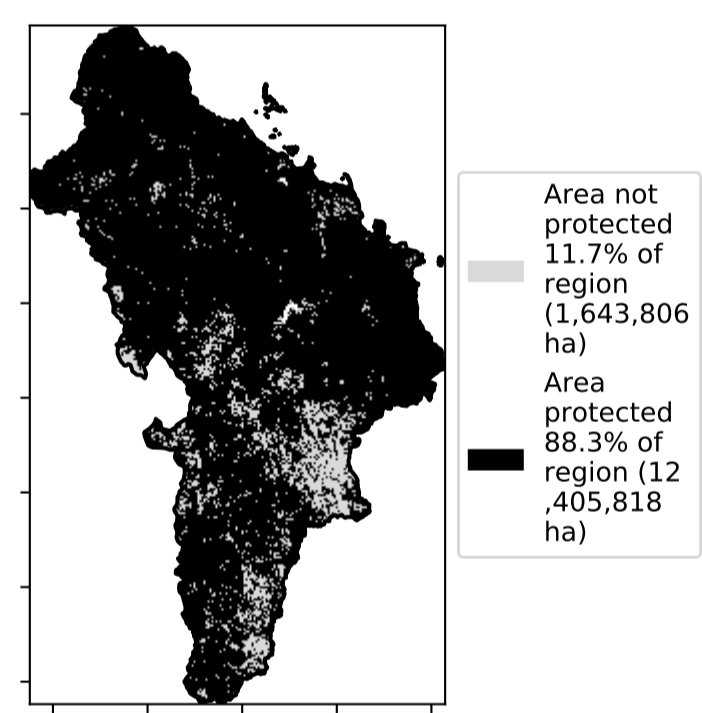 Area not
protected
11.7% of
region
(1,643,806
ha)
Area
protected
88.3% of
region (12
,405,818
ha)